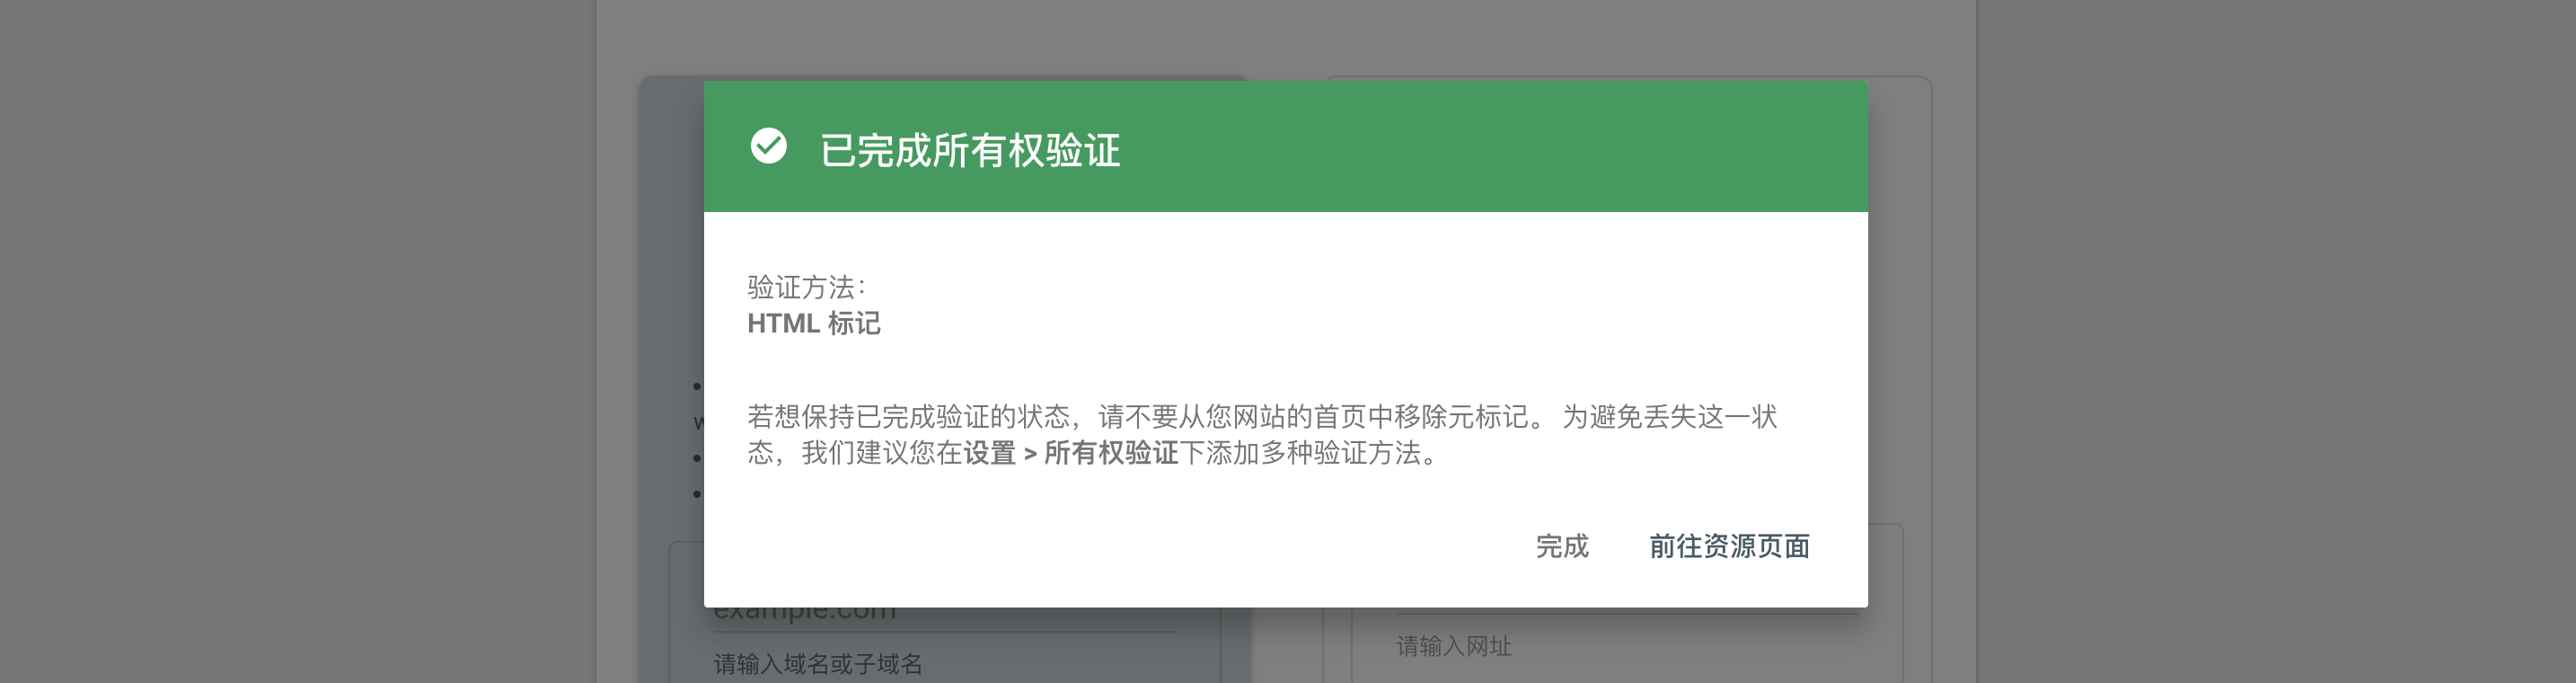 已完成所有权验证
验证方法：
HTML 标记
若想保持已完成验证的状态，请不要从您网站的首页中移除元标记。 为避免丢失这一状
态，我们建议您在设置 > 所有权验证下添加多种验证方法。
完成 前往资源页面
example.com
请输入网址
请输入域名或子域名